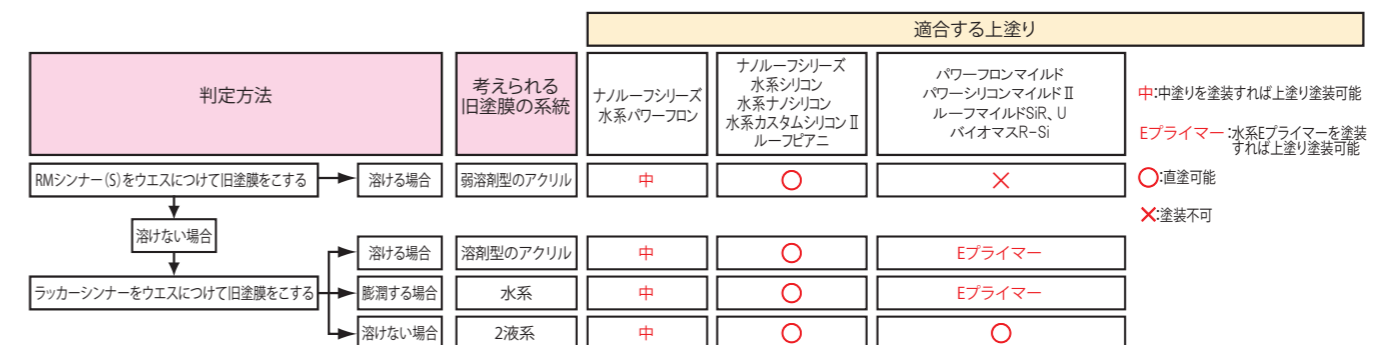 適合する上塗り
判定方法
考えられる
旧塗膜の系統
ナノルーフシリーズ
水系パワーフロン
ナノルーフシリーズ
水系シリコン
水系ナノシリコン
水系カスタムシリコンⅡ
ルーフピアニ
パワーフロンマイルド
パワーシリコンマイルドⅡ
ルーフマイルドSiR、U
バイオマスR-Si
中:中塗りを塗装すれば上塗り塗装可能
Eプライマー:水系Eプライマーを塗装
すれば上塗り塗装可能
○:直塗可能
×:塗装不可
RMシンナー(S)をウエスにつけて旧塗膜をこする
溶ける場合
弱溶剤型のアクリル
中
○
×
溶けない場合
ラッカーシンナーをウエスにつけて旧塗膜をこする
溶ける場合
溶剤型のアクリル
中
○
Eプライマー
膨潤する場合
水系
中
○
Eプライマー
溶けない場合
2液系
中
○
○